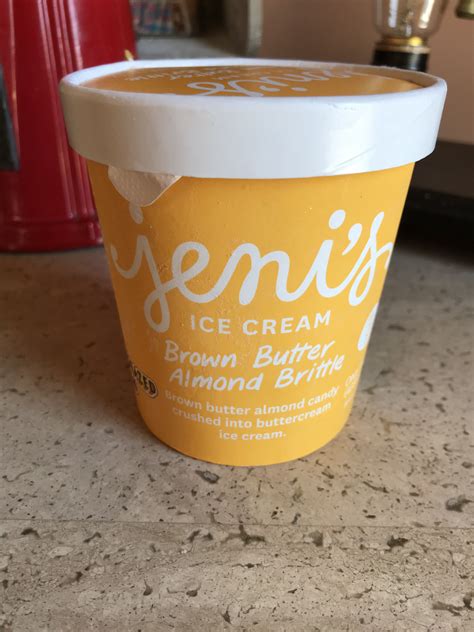 jeni's
ICE CREAM
Brown Butter
Almond Brittle
Brown butter almond candy
crushed into buttercream
ice cream.